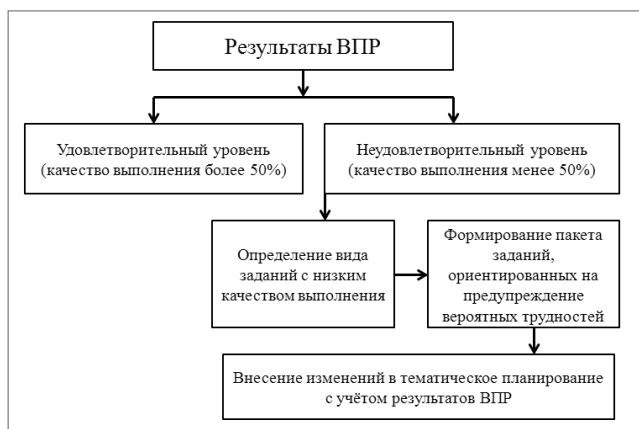 Результаты ВПР
Удовлетворительный уровень
(качество выполнения более 50%)
Неудовлетворительный уровень
(качество выполнения менее 50%)
Определение вида
заданий с низким
качеством выполнения
Формирование пакета
заданий,
ориентированных на
предупреждение
вероятных трудностей
Внесение изменений в тематическое планирование
с учётом результатов ВПР